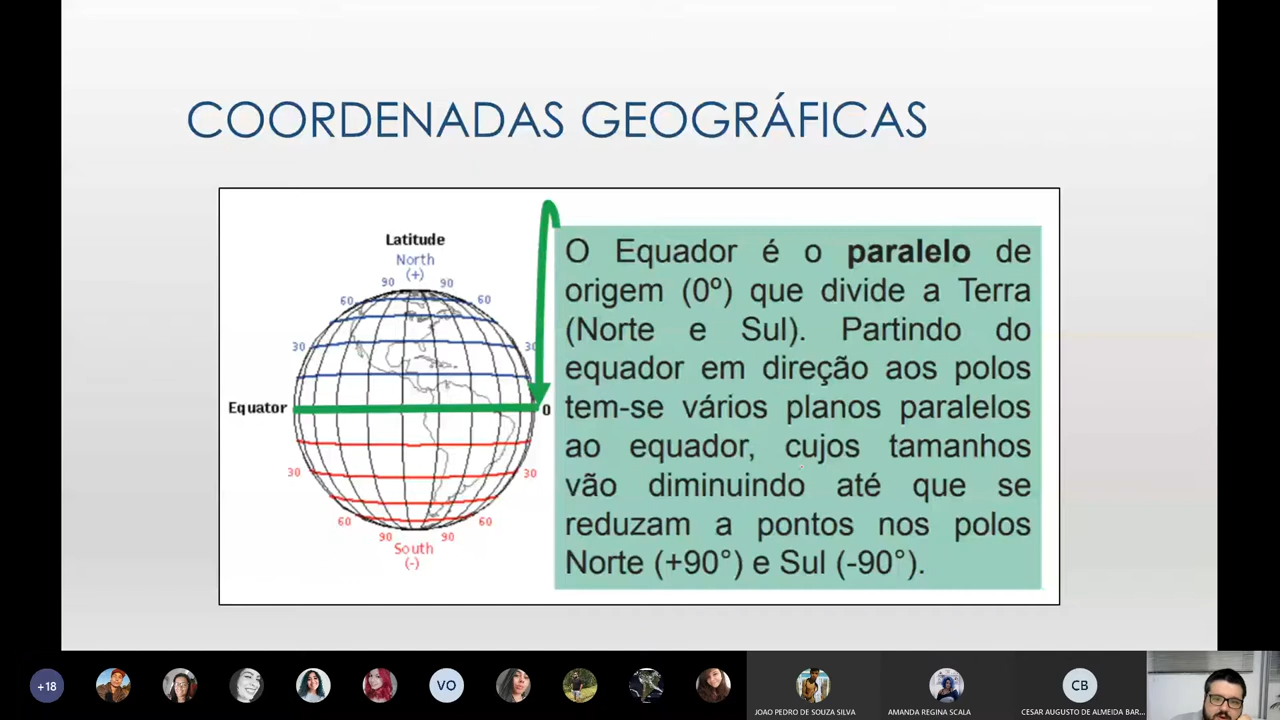 COORDENADAS GEOGRÁFICAS
Latitude
North
(+)
90 90
60 60
30 30
Equator 0
30 30
60 60
90 90
South
(-)
O Equador é o paralelo de
origem (0º) que divide a Terra
(Norte e Sul). Partindo do
equador em direção aos polos
tem-se vários planos paralelos
ao equador, cujos tamanhos
vão diminuindo até que se
reduzam a pontos nos polos
Norte (+90°) e Sul (-90°).
+18
VO
CB
JOAO PEDRO DE SOUZA SILVA
AMANDA REGINA SCALA
CESAR AUGUSTO DE ALMEIDA BAR...